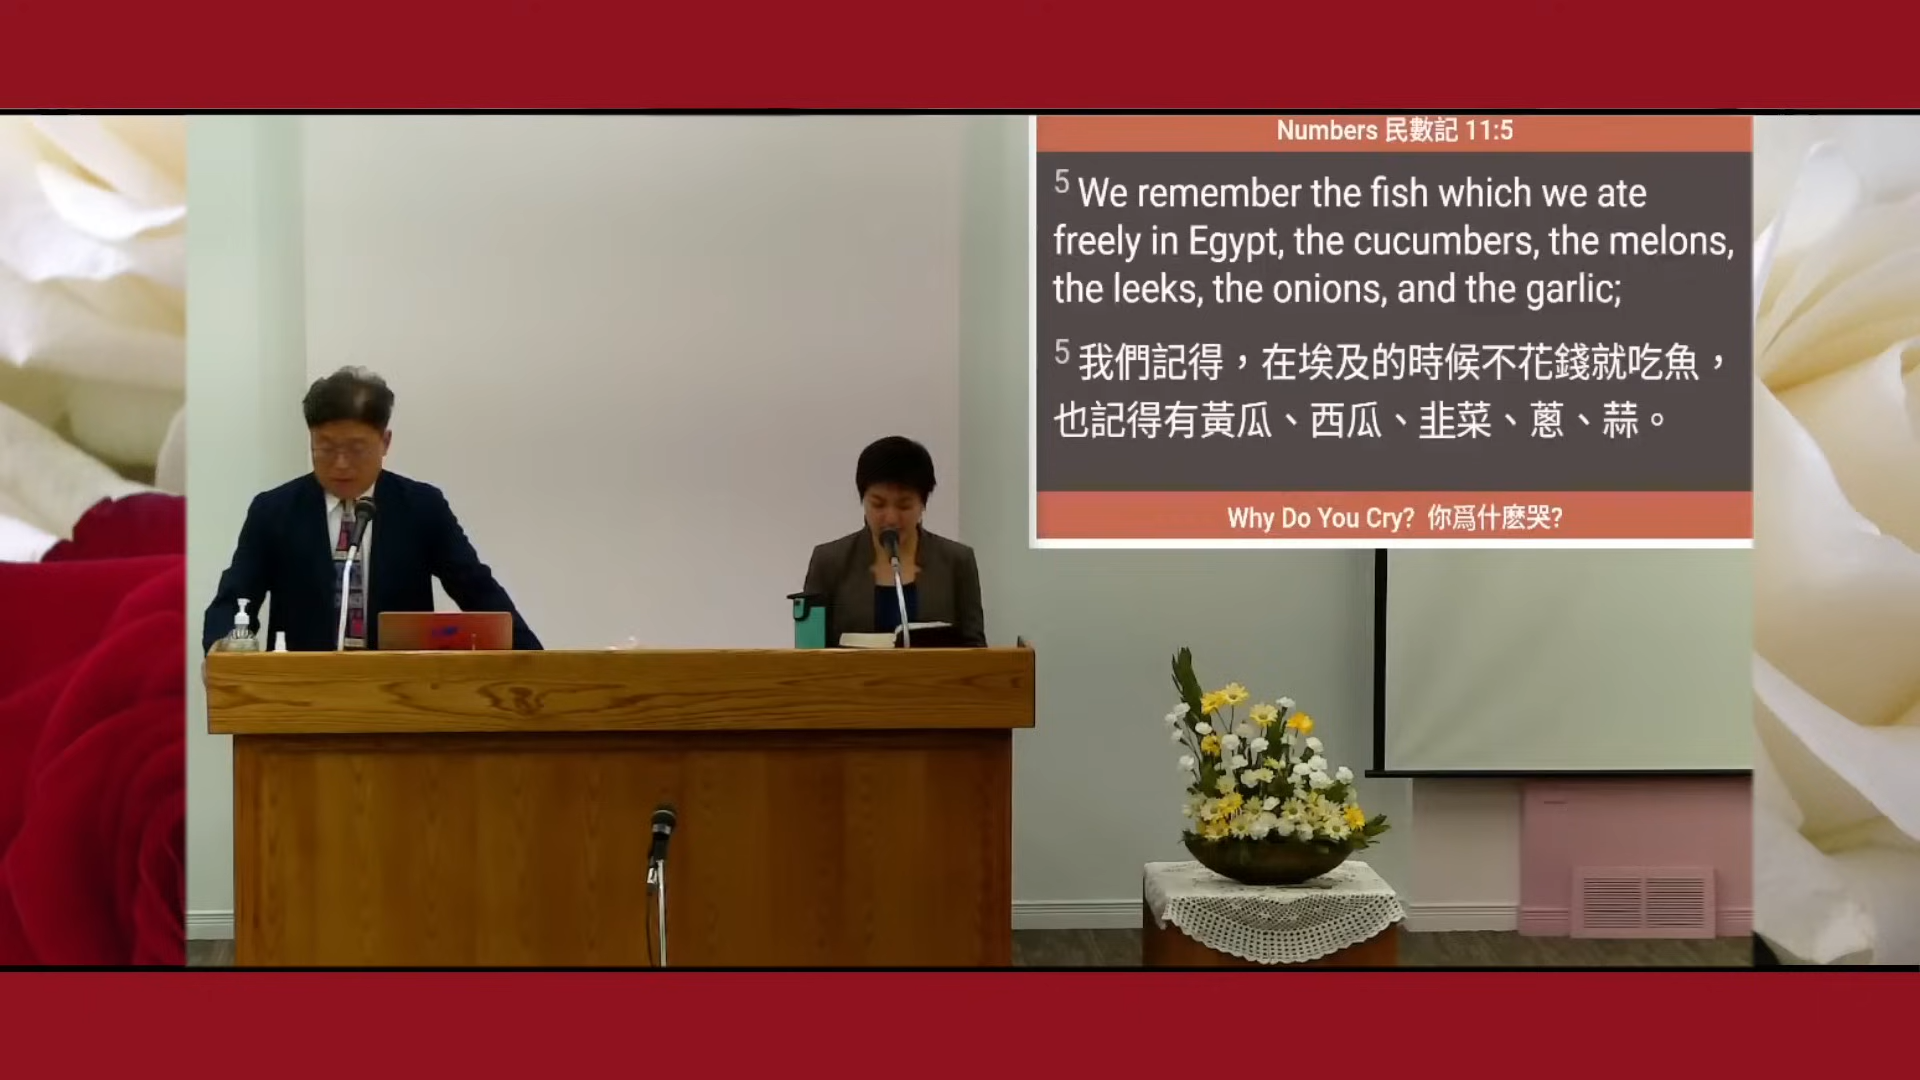 Numbers 民數記 11:5
5 We remember the fish which we ate
freely in Egypt, the cucumbers, the melons,
the leeks, the onions, and the garlic;
5 我們記得，在埃及的時候不花錢就吃魚，
也記得有黃瓜、西瓜、韭菜、蔥、蒜。
Why Do You Cry? 你爲什麽哭?